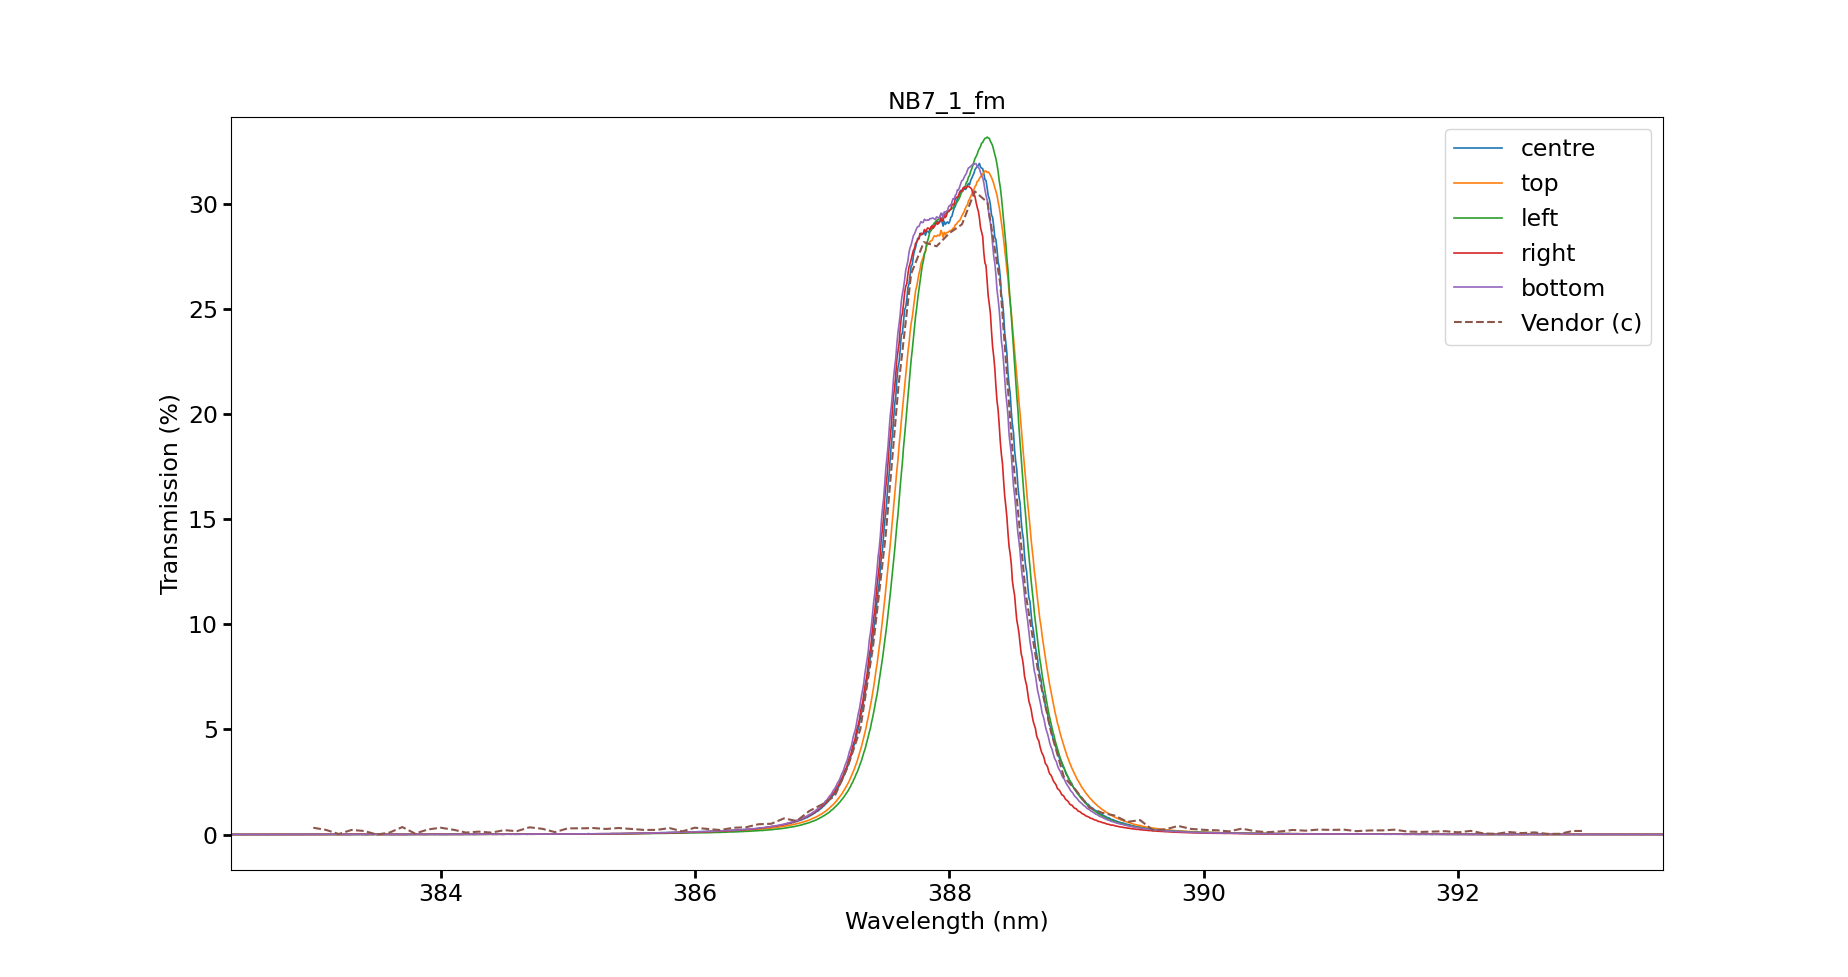 NB7_1_fm
centre
top
left
right
bottom
Vendor (c)
Transmission (%)
30
25
20
15
10
5
0
384 386 388 390 392
Wavelength (nm)